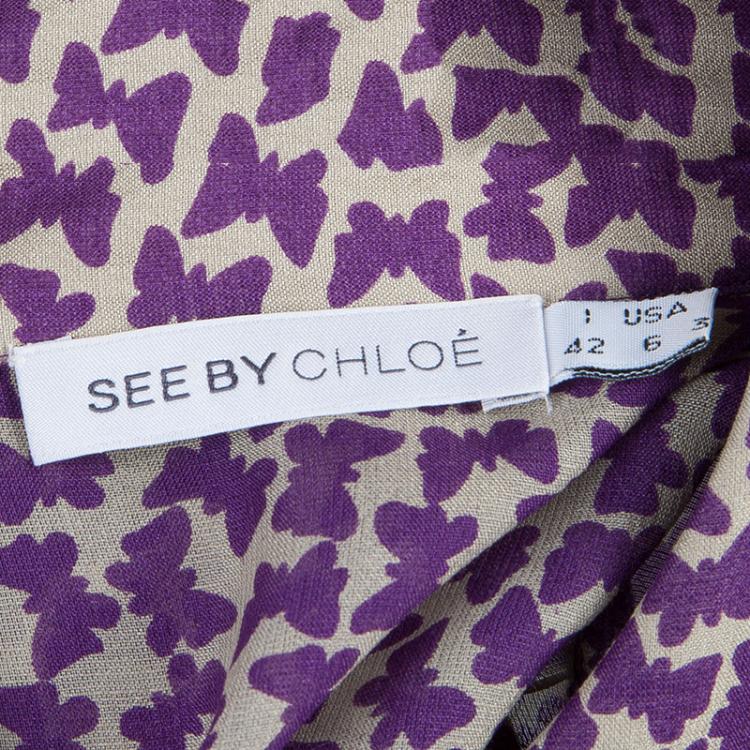 SEE BY CHLOÉ
I USA
42 6 3